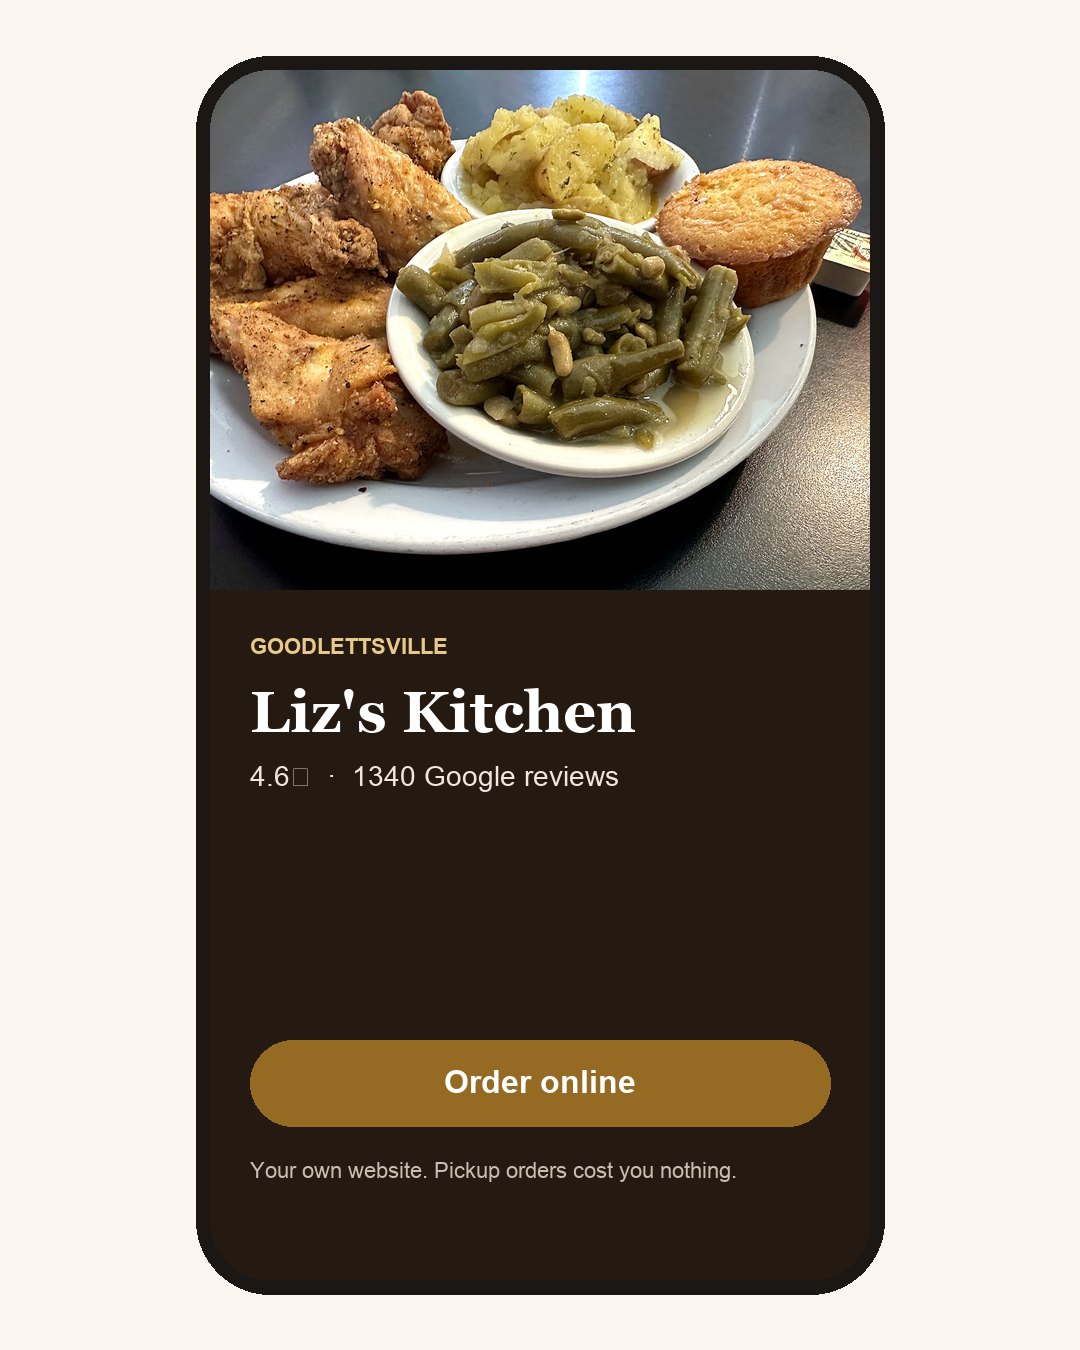 GOODLETTSVILLE
Liz's Kitchen
4.6□ · 1340 Google reviews
Order online
Your own website. Pickup orders cost you nothing.